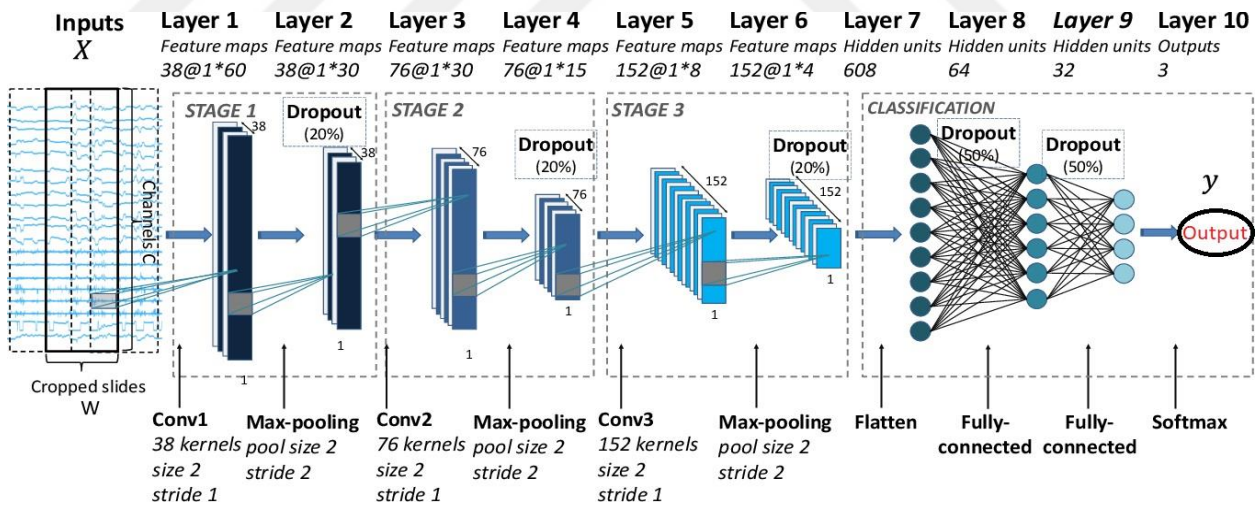 Inputs
X
Layer 1
Feature maps
38@1*60
Layer 2
Feature maps
38@1*30
Layer 3
Feature maps
76@1*30
Layer 4
Feature maps
76@1*15
Layer 5
Feature maps
152@1*8
Layer 6
Feature maps
152@1*4
Layer 7
Hidden units
608
Layer 8
Hidden units
64
Layer 9
Hidden units
32
Layer 10
Outputs
3
Channels C
Cropped slides
W
STAGE 1
38
1
Dropout
(20%)
38
1
STAGE 2
76
1
Dropout
(20%)
76
1
STAGE 3
152
1
Dropout
(20%)
152
1
CLASSIFICATION
Dropout
(50%)
Dropout
(50%)
y
Output
Conv1
38 kernels
size 2
stride 1
Max-pooling
pool size 2
stride 2
Conv2
76 kernels
size 2
stride 1
Max-pooling
pool size 2
stride 2
Conv3
152 kernels
size 2
stride 1
Max-pooling
pool size 2
stride 2
Flatten
Fully-
connected
Fully-
connected
Softmax